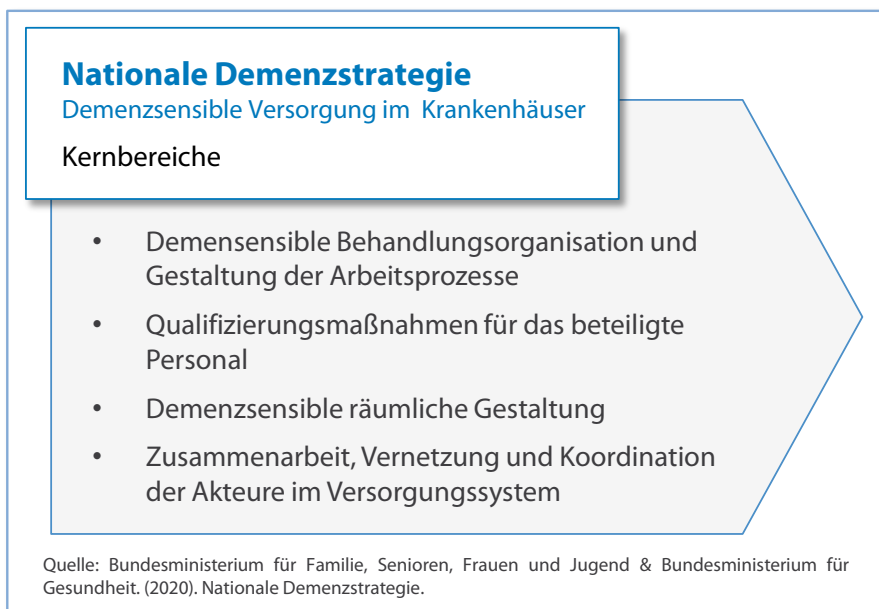 Nationale Demenzstrategie
Demenzsensible Versorgung im Krankenhäuser
Kernbereiche
• Demensensible Behandlungsorganisation und
Gestaltung der Arbeitsprozesse
• Qualifizierungsmaßnahmen für das beteiligte
Personal
• Demenzsensible räumliche Gestaltung
• Zusammenarbeit, Vernetzung und Koordination
der Akteure im Versorgungssystem
Quelle: Bundesministerium für Familie, Senioren, Frauen und Jugend & Bundesministerium für
Gesundheit. (2020). Nationale Demenzstrategie.